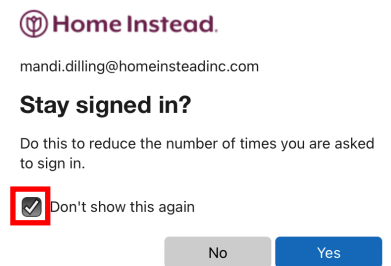 Home Instead.
mandi.dilling@homeinsteadinc.com
Stay signed in?
Do this to reduce the number of times you are asked
to sign in.
Don't show this again
No Yes